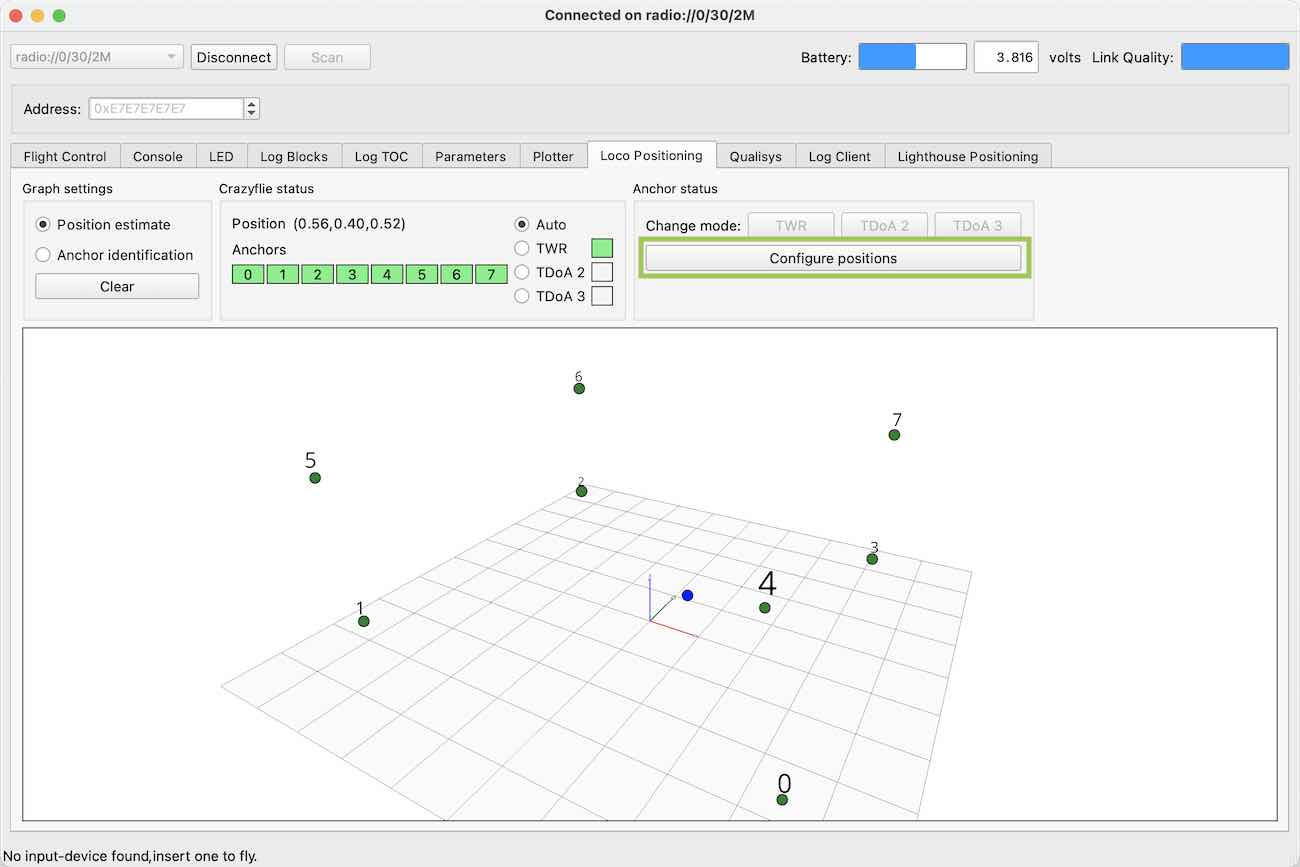 Connected on radio://0/30/2M
radio://0/30/2M Disconnect Scan Battery: 3.816 volts Link Quality:
Address: 0xE7E7E7E7E7
Flight Control Console LED Log Blocks Log TOC Parameters Plotter Loco Positioning Qualisys Log Client Lighthouse Positioning
Graph settings
Position estimate
Anchor identification
Clear
Crazyflie status
Position (0.56,0.40,0.52)
Anchors
0 1 2 3 4 5 6 7
Auto
TWR
TDoA 2
TDoA 3
Anchor status
Change mode: TWR TDoA 2 TDoA 3
Configure positions
6
7
5
2
3
4
1
0
No input-device found,insert one to fly.